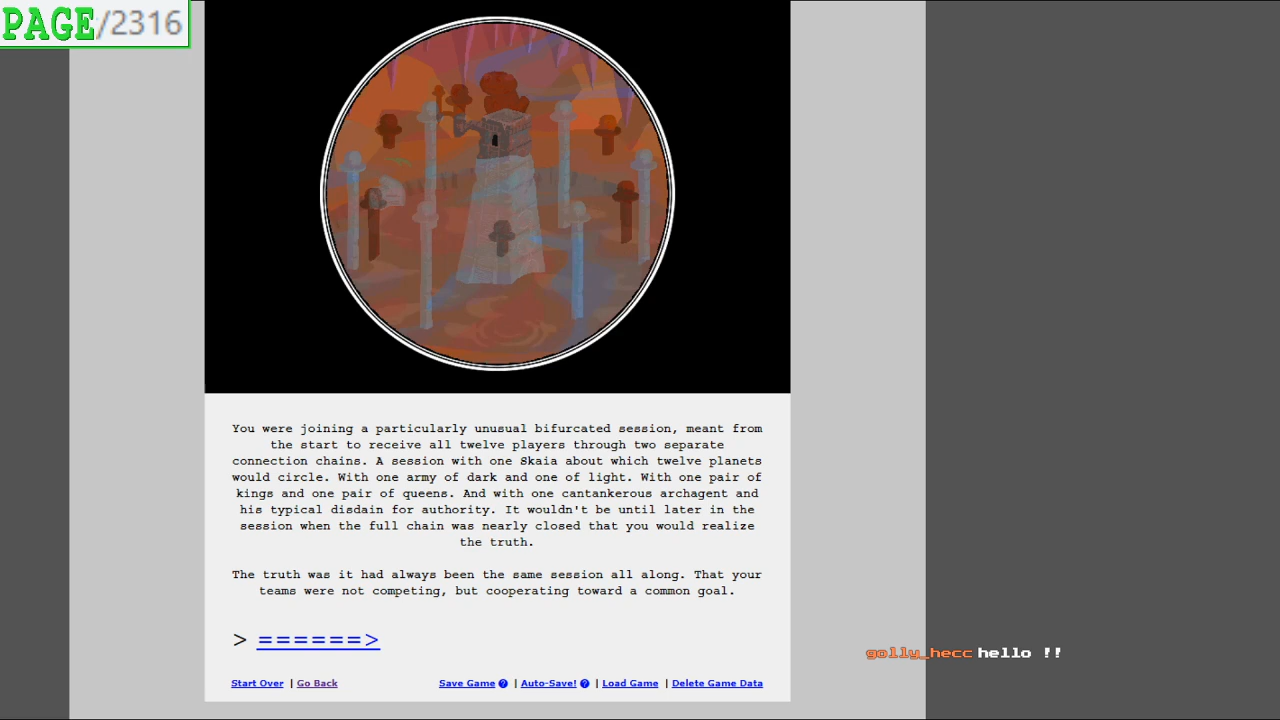 PAGE/2316
You were joining a particularly unusual bifurcated session, meant from
the start to receive all twelve players through two separate
connection chains. A session with one Skaia about which twelve planets
would circle. With one army of dark and one of light. With one pair of
kings and one pair of queens. And with one cantankerous archagent and
his typical disdain for authority. It wouldn't be until later in the
session when the full chain was nearly closed that you would realize
the truth.
The truth was it had always been the same session all along. That your
teams were not competing, but cooperating toward a common goal.
> ======>
golly_hecc hello !!
Start Over | Go Back Save Game ? | Auto-Save! ? | Load Game | Delete Game Data